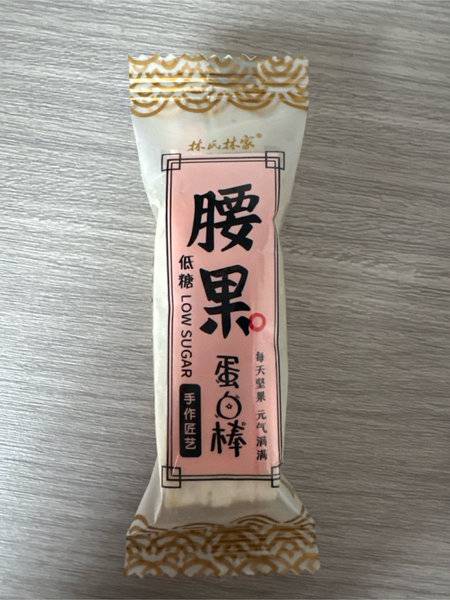 林氏林家®
腰果
低糖 LOW SUGAR
蛋白棒
手作匠艺
每天坚果 元气满满